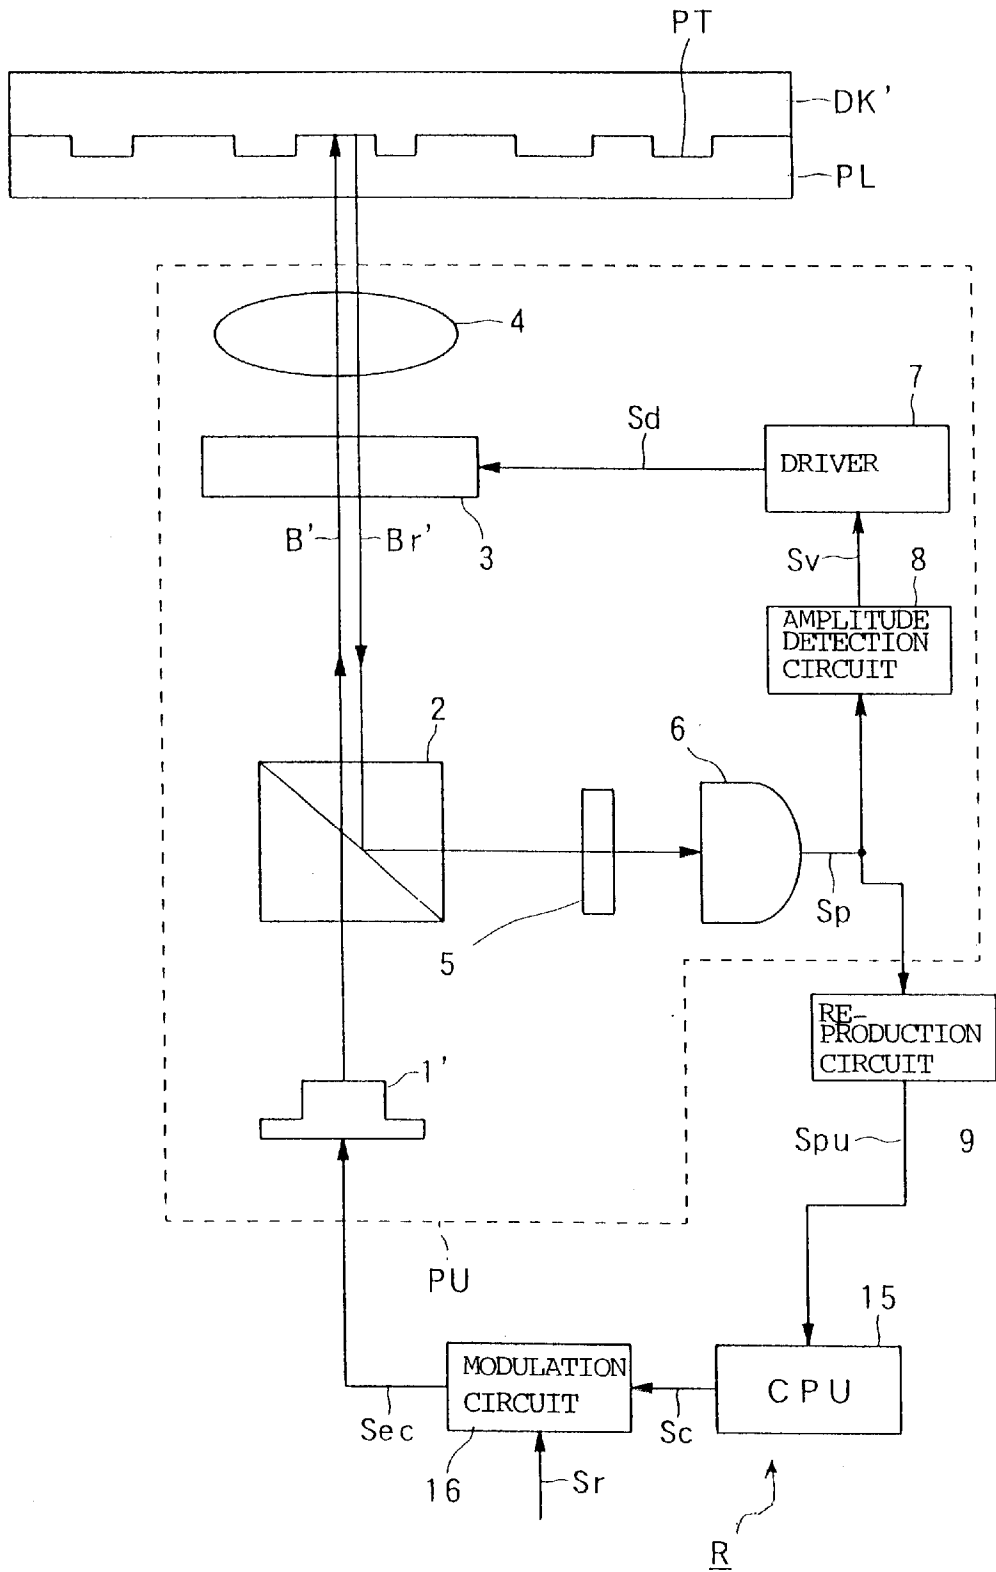 PT
DK'
PL
4
7
Sd
DRIVER
B'
Br'
3
Sv
8
AMPLITUDE
DETECTION
CIRCUIT
2
6
Sp
5
RE-
PRODUCTION
CIRCUIT
1'
Spu
9
PU
15
MODULATION
CIRCUIT
CPU
Sec
Sc
16
Sr
R